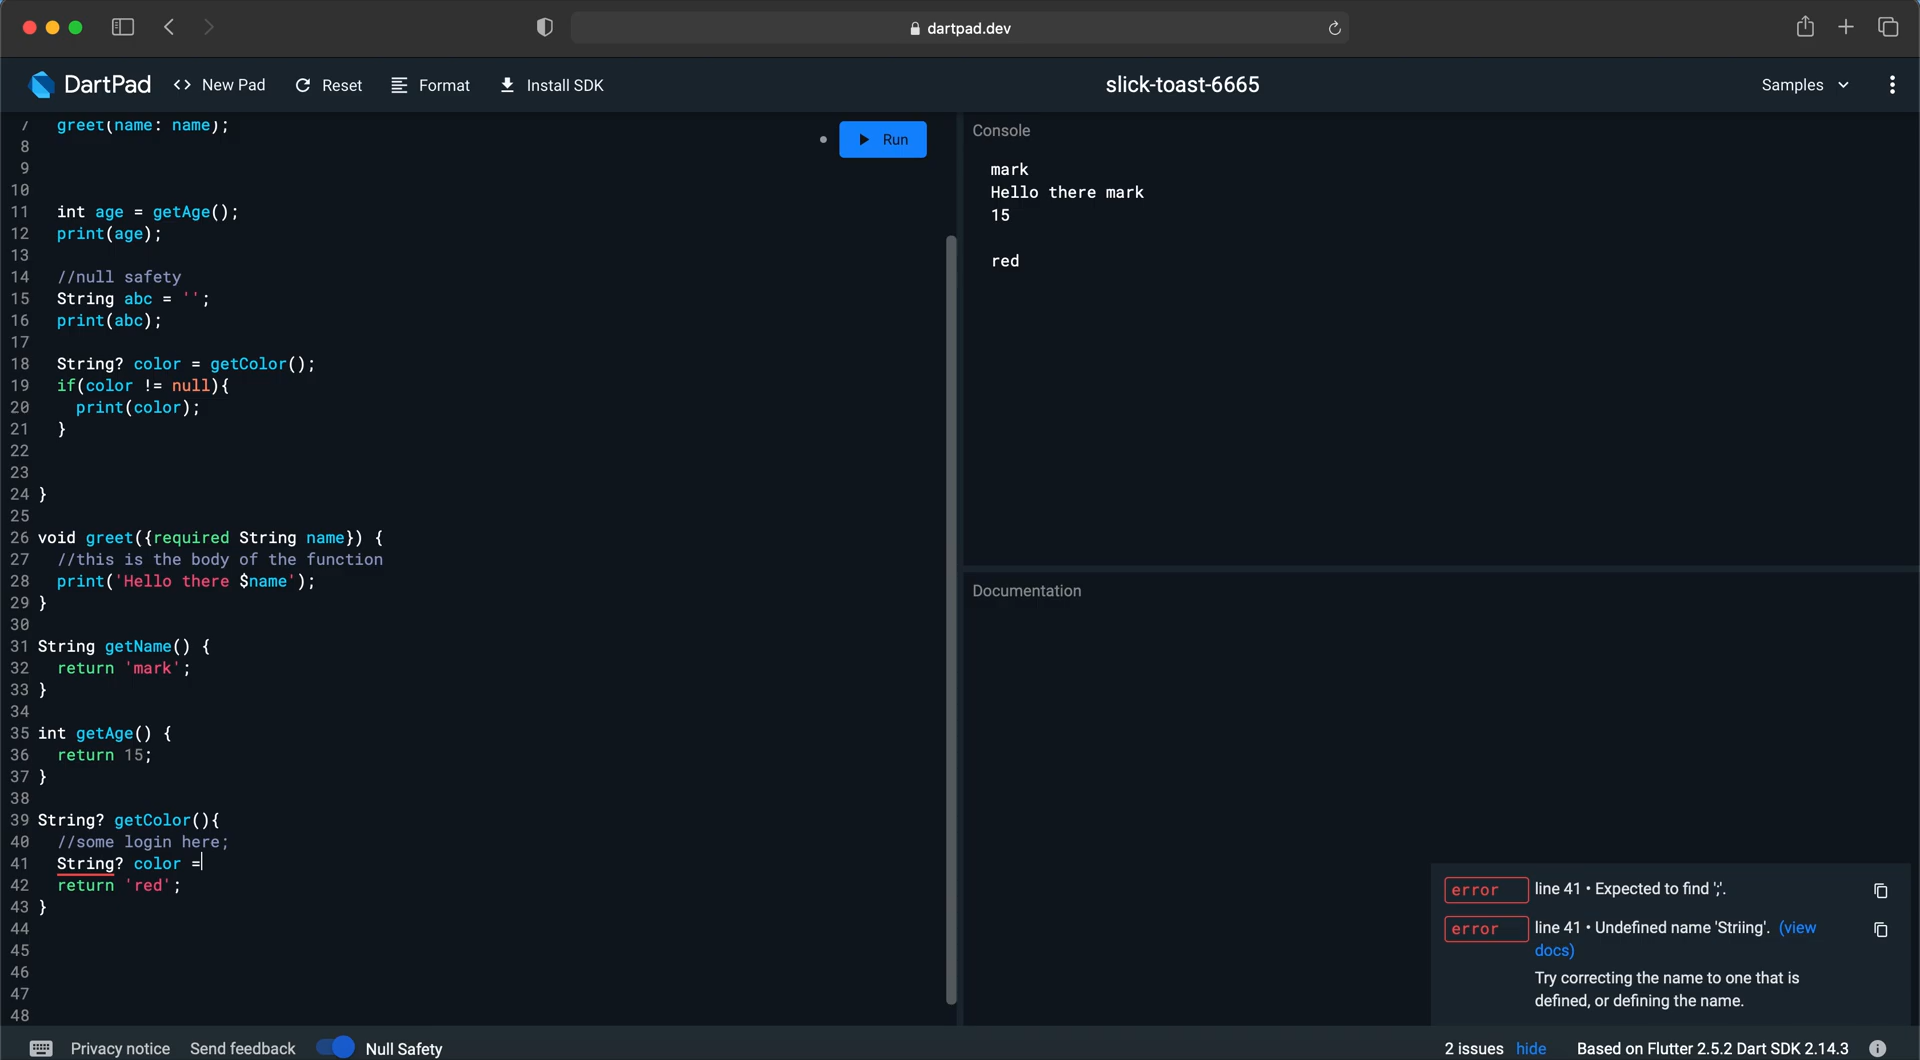 dartpad.dev
DartPad
New Pad
Reset
Format
Install SDK
slick-toast-6665
Samples
7 greet(name: name);
8
9
10
11 int age = getAge();
12 print(age);
13
14 //null safety
15 String abc = '';
16 print(abc);
17
18 String? color = getColor();
19 if(color != null){
20 print(color);
21 }
22
23
24 }
25
26 void greet({required String name}) {
27 //this is the body of the function
28 print('Hello there $name');
29 }
30
31 String getName() {
32 return 'mark';
33 }
34
35 int getAge() {
36 return 15;
37 }
38
39 String? getColor(){
40 //some login here;
41 String? color =
42 return 'red';
43 }
44
45
46
47
48
Run
Console
mark
Hello there mark
15
red
Documentation
error line 41 • Expected to find ';'.
error line 41 • Undefined name 'Striing'. (view
docs)
Try correcting the name to one that is
defined, or defining the name.
Privacy notice
Send feedback
Null Safety
2 issues hide
Based on Flutter 2.5.2 Dart SDK 2.14.3